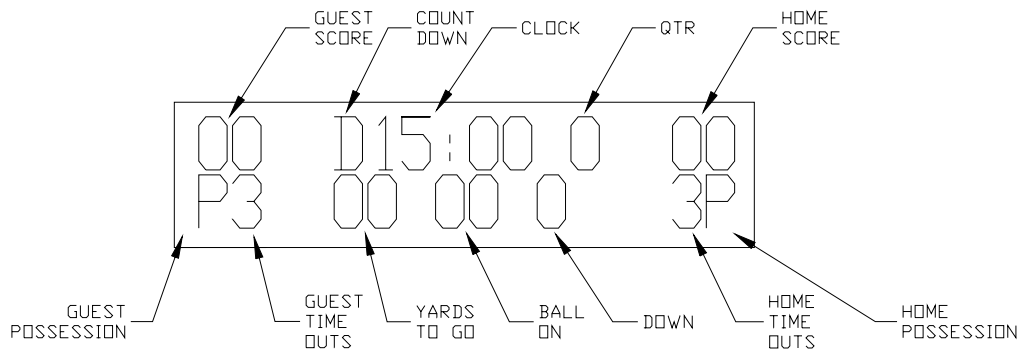 GUEST
SCORE
COUNT
DOWN
CLOCK
QTR
HOME
SCORE
00 D15:00 0 00
P3 00 00 0 3P
GUEST
POSSESSION
GUEST
TIME
OUTS
YARDS
TO GO
BALL
ON
DOWN
HOME
TIME
OUTS
HOME
POSSESSION